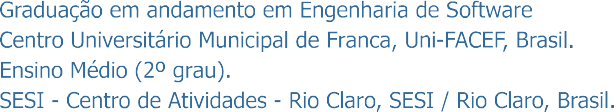 Graduação em andamento em Engenharia de Software
Centro Universitário Municipal de Franca, Uni-FACEF, Brasil.
Ensino Médio (2º grau).
SESI - Centro de Atividades - Rio Claro, SESI / Rio Claro, Brasil.